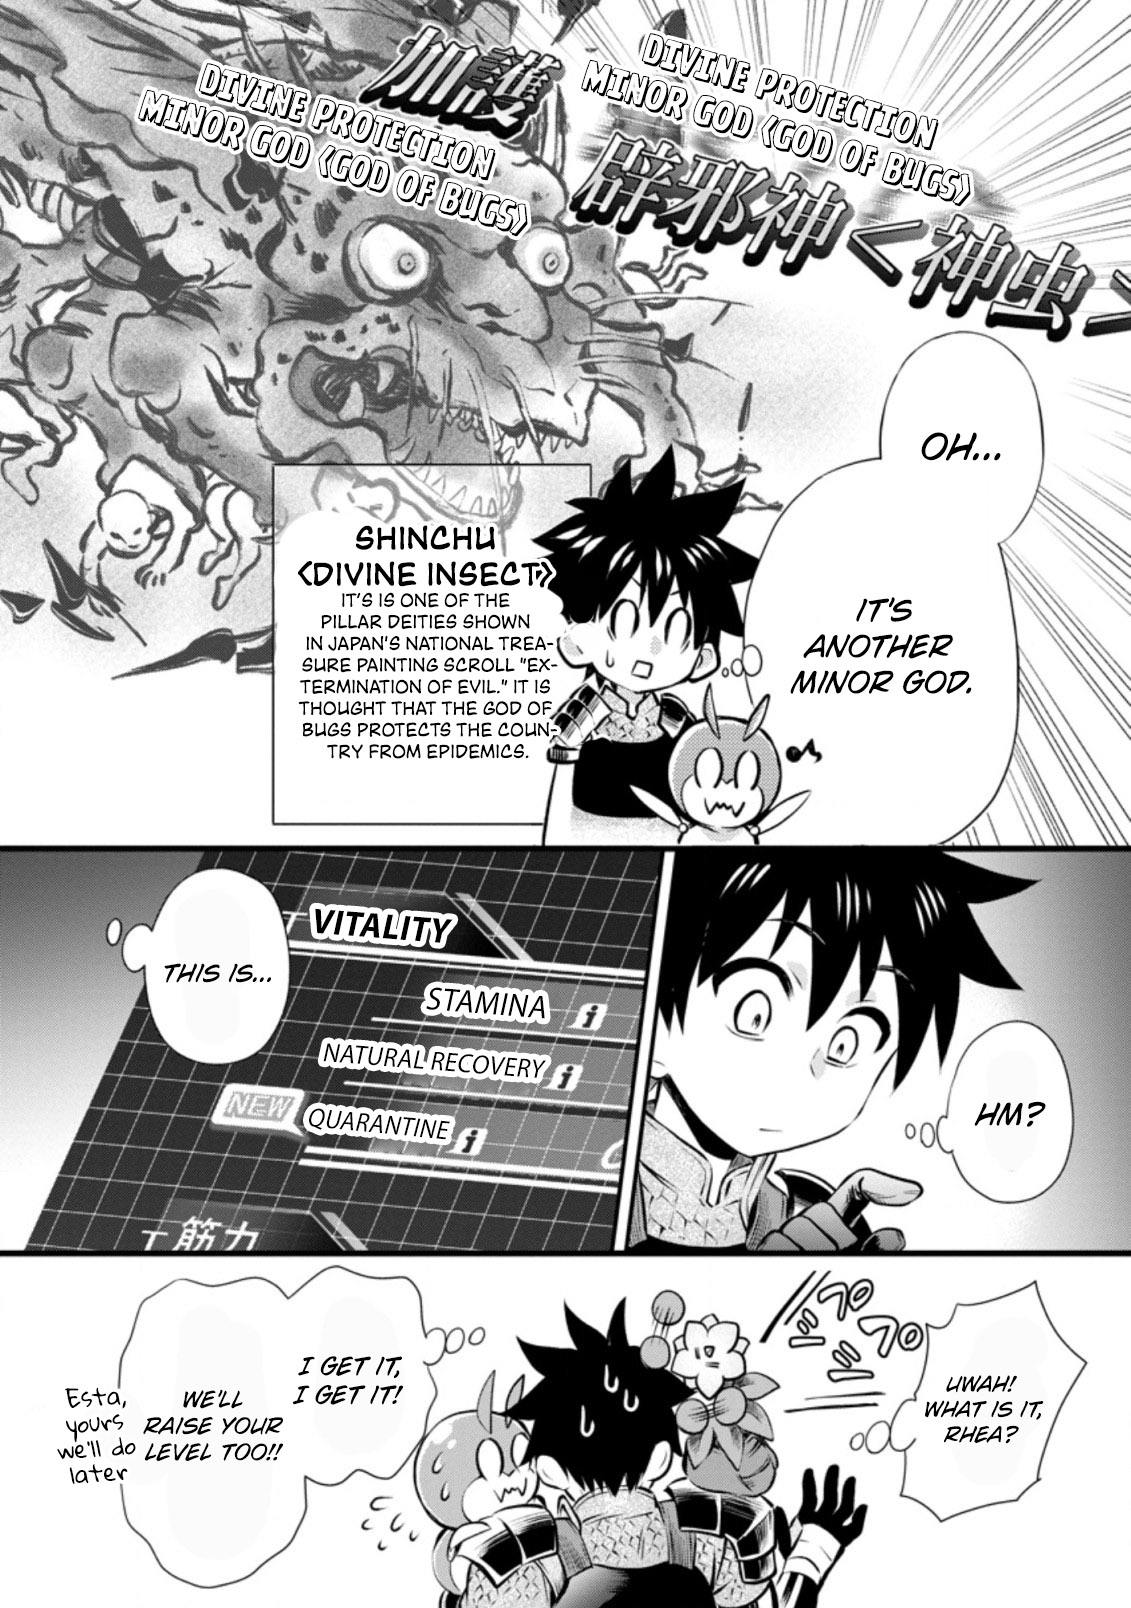 DIVINE PROTECTION
MINOR GOD <GOD OF BUGS>
加護
DIVINE PROTECTION
MINOR GOD <GOD OF BUGS>
辟邪神<神虫>
OH...
IT'S
ANOTHER
MINOR GOD.
SHINCHU
<DIVINE INSECT>
IT'S IS ONE OF THE
PILLAR DEITIES SHOWN
IN JAPAN'S NATIONAL TREA-
SURE PAINTING SCROLL "EX-
TERMINATION OF EVIL." IT IS
THOUGHT THAT THE GOD OF
BUGS PROTECTS THE COUN-
TRY FROM EPIDEMICS.
HM?
THIS IS...
VITALITY
STAMINA i
NATURAL RECOVERY i
NEW QUARANTINE i
筋力
UWAH!
WHAT IS IT,
RHEA?
ププ
I GET IT,
I GET IT!
WE'LL
RAISE YOUR
LEVEL TOO!!
Esta,
yours
we'll do
later